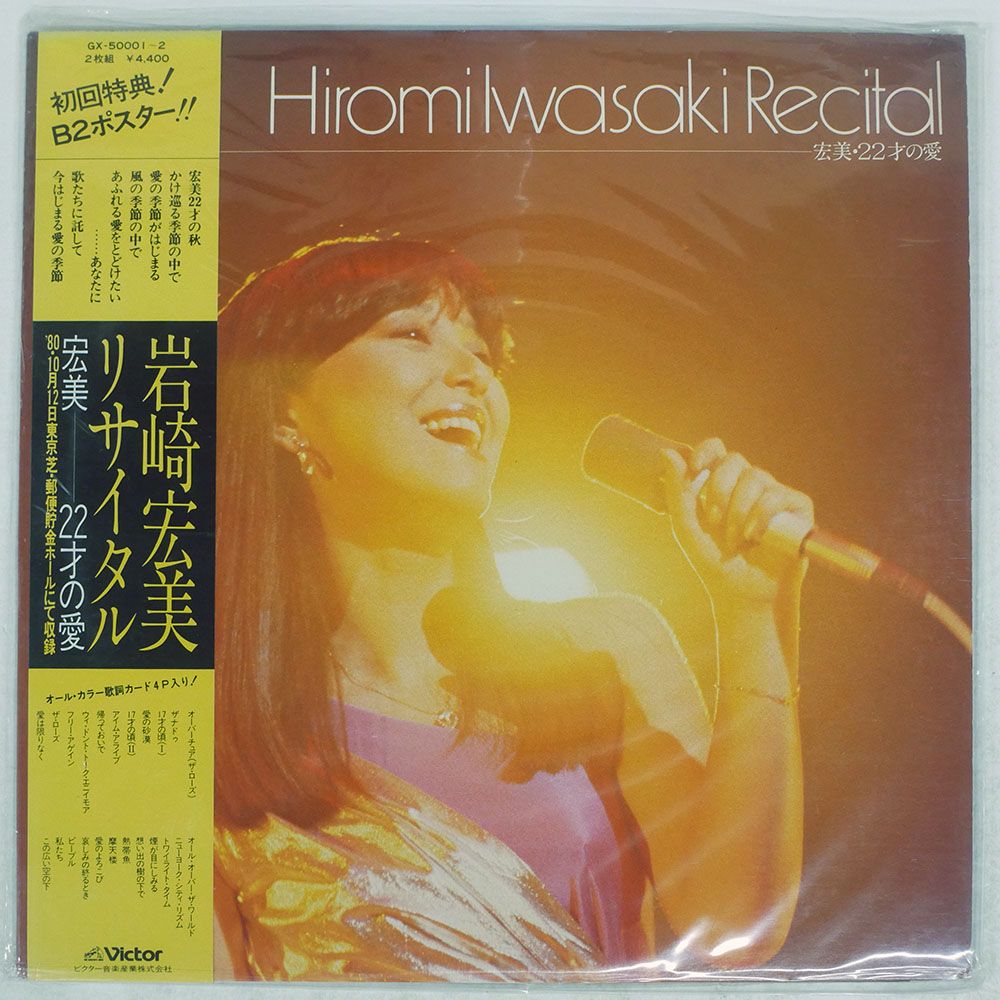 GX-50001~2
2枚組 ¥4,400
初回特典!
B2ポスター!!
宏美22才の秋
かけ巡る季節の中で
愛の季節がはじまる
風の季節の中で
あふれる愛をとどけたい
……あなたに
歌たちに託して
今はじまる愛の季節
岩崎宏美
リサイタル
宏美——22才の愛
'80・10月12日東京芝・郵便貯金ホールにて収録
オール・カラー歌詞カード4P入り!
オーバーチュア(ザ・ローズ)
ザナドゥ
17才の頃(I)
愛の砂漠
17才の頃(II)
アイム・アライブ
帰っておいで
ウィ・ドント・トーク・エニイモア
フリー・アゲイン
ザ・ローズ
愛は限りなく
オール・オーバー・ザ・ワールド
ニューヨーク・シティ・リズム
トワイライト・タイム
煙が目にしみる
想い出の樹の下で
熱帯魚
摩天楼
愛のよろこび
哀しみの終るとき
ピープル
私たち
この広い空の下
Victor
ビクター音楽産業株式会社
Hiromi Iwasaki Recital
宏美・22才の愛